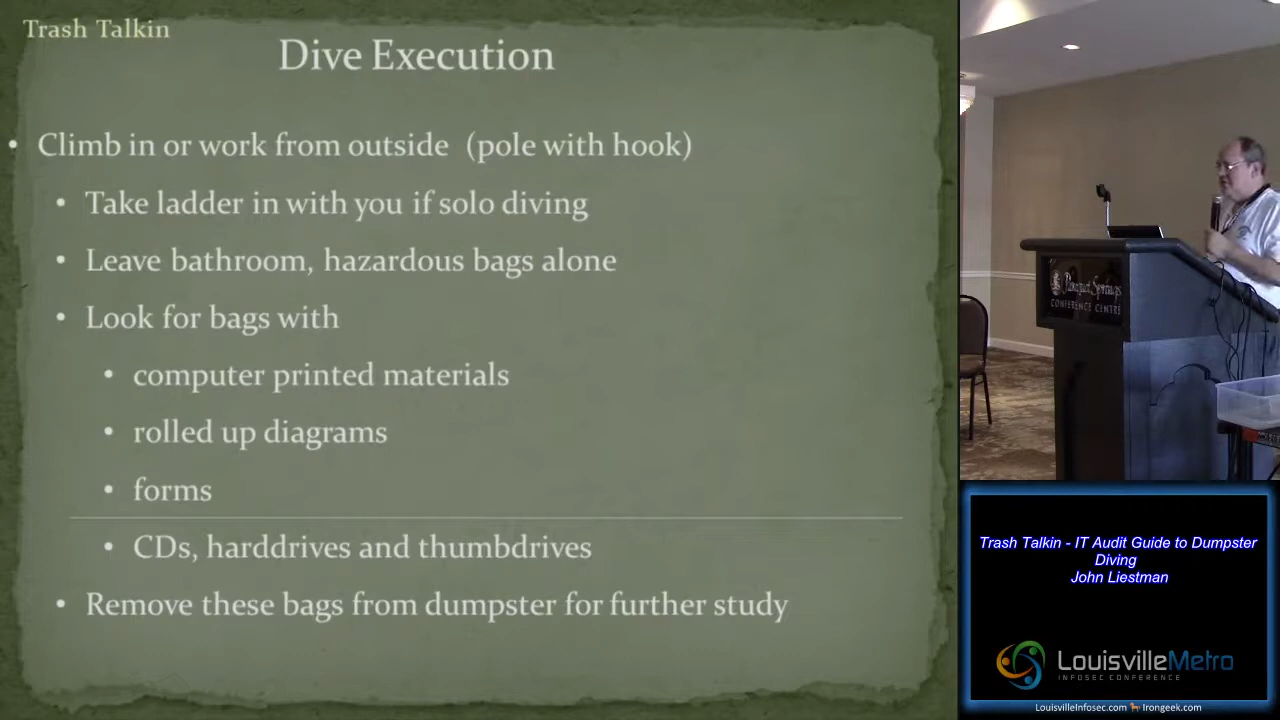 Trash Talkin
Dive Execution
• Climb in or work from outside (pole with hook)
• Take ladder in with you if solo diving
• Leave bathroom, hazardous bags alone
• Look for bags with
• computer printed materials
• rolled up diagrams
• forms
• CDs, harddrives and thumbdrives
• Remove these bags from dumpster for further study
CONFERENCE CENTRE
Trash Talkin - IT Audit Guide to Dumpster
Diving
John Liestman
LouisvilleMetro
INFOSEC CONFERENCE
LouisvilleInfosec.com Irongeek.com